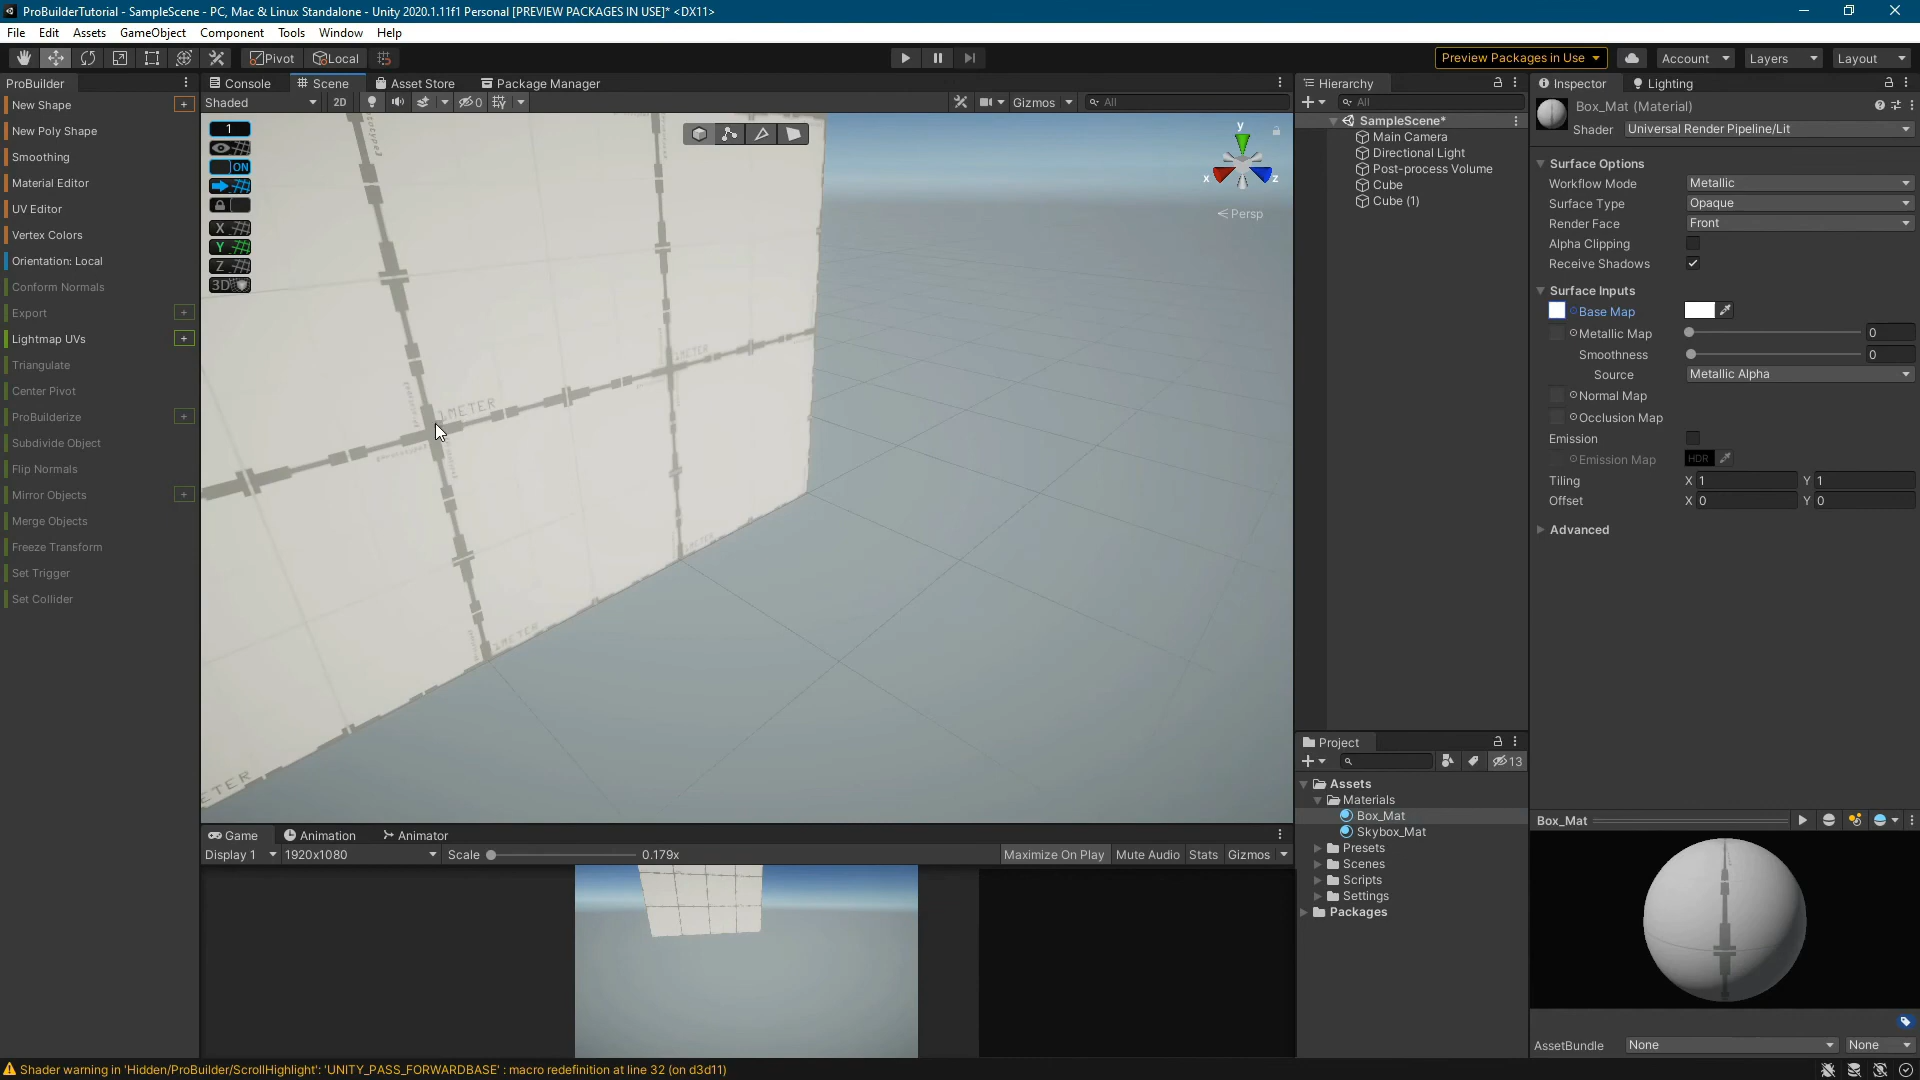 ProBuilderTutorial - SampleScene - PC, Mac & Linux Standalone - Unity 2020.1.11f1 Personal [PREVIEW PACKAGES IN USE]* <DX11>
File Edit Assets GameObject Component Tools Window Help
Pivot Local Preview Packages in Use Account Layers Layout
ProBuilder
New Shape +
New Poly Shape
Smoothing
Material Editor
UV Editor
Vertex Colors
Orientation: Local
Conform Normals
Export +
Lightmap UVs +
Triangulate
Center Pivot
ProBuilderize +
Subdivide Object
Flip Normals
Mirror Objects +
Merge Objects
Freeze Transform
Set Trigger
Set Collider
Console Scene Asset Store Package Manager
Shaded 2D 0 Gizmos All
1
ON
X
Y
Z
3D
y
x z
Persp
1METER
1METER
1METER
1METER
ETER
Game Animation Animator
Display 1 1920x1080 Scale 0.179x Maximize On Play Mute Audio Stats Gizmos
Hierarchy
+ All
SampleScene*
Main Camera
Directional Light
Post-process Volume
Cube
Cube (1)
Project
+ 13
Assets
Materials
Box_Mat
Skybox_Mat
Presets
Scenes
Scripts
Settings
Packages
Inspector Lighting
Box_Mat (Material)
Shader Universal Render Pipeline/Lit
Surface Options
Workflow Mode Metallic
Surface Type Opaque
Render Face Front
Alpha Clipping
Receive Shadows
Surface Inputs
Base Map
Metallic Map 0
Smoothness 0
Source Metallic Alpha
Normal Map
Occlusion Map
Emission
Emission Map HDR
Tiling X 1 Y 1
Offset X 0 Y 0
Advanced
Box_Mat
AssetBundle None None
Shader warning in 'Hidden/ProBuilder/ScrollHighlight': 'UNITY_PASS_FORWARDBASE' : macro redefinition at line 32 (on d3d11)